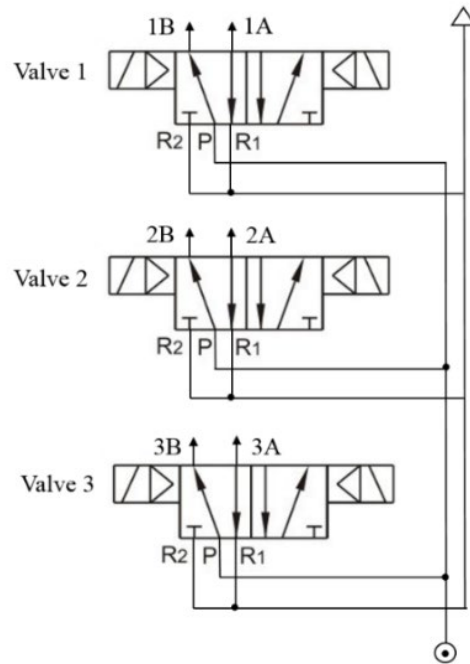 1B 1A
Valve 1
R2 P R1
2B 2A
Valve 2
R2 P R1
3B 3A
Valve 3
R2 P R1